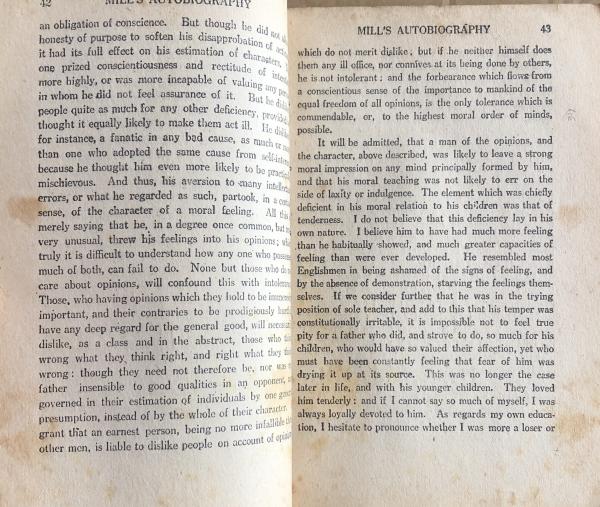 42 MILL'S AUTOBIOGRAPHY
an obligation of conscience. But though he did not
honesty of purpose to soften his disapprobation of
it had its full effect on his estimation of characters.
one prized conscientiousness and rectitude of
more highly, or was more incapable of valuing any
in whom he did not feel assurance of it. But he
people quite as much for any other deficiency, provided
thought it equally likely to make them act ill. He
for instance, a fanatic in any bad cause, as much or
than one who adopted the same cause from
because he thought him even more likely to be
mischievous. And thus, his aversion to many
errors, or what he regarded as such, partook, in a
sense, of the character of a moral feeling. All
merely saying that he, in a degree once common, but
very unusual, threw his feelings into his opinions;
truly it is difficult to understand how any one who
much of both, can fail to do. None but those who do
care about opinions, will confound this with
Those, who having opinions which they hold to be
important, and their contraries to be prodigiously
have any deep regard for the general good, will
dislike, as a class and in the abstract, those who
wrong what they think right, and right what they
wrong: though they need not therefore be, nor was
father insensible to good qualities in an opponent,
governed in their estimation of individuals by one
presumption, instead of by the whole of their character.
grant that an earnest person, being no more infallible
other men, is liable to dislike people on account of
MILL'S AUTOBIOGRAPHY 43
which do not merit dislike; but if he neither himself does
them any ill office, nor connives at its being done by others,
he is not intolerant: and the forbearance which flows from
a conscientious sense of the importance to mankind of the
equal freedom of all opinions, is the only tolerance which is
commendable, or, to the highest moral order of minds,
possible.
It will be admitted, that a man of the opinions, and
the character, above described, was likely to leave a strong
moral impression on any mind principally formed by him,
and that his moral teaching was not likely to err on the
side of laxity or indulgence. The element which was chiefly
deficient in his moral relation to his children was that of
tenderness. I do not believe that this deficiency lay in his
own nature. I believe him to have had much more feeling
than he habitually showed, and much greater capacities of
feeling than were ever developed. He resembled most
Englishmen in being ashamed of the signs of feeling, and
by the absence of demonstration, starving the feelings them-
selves. If we consider further that he was in the trying
position of sole teacher, and add to this that his temper was
constitutionally irritable, it is impossible not to feel true
pity for a father who did, and strove to do, so much for his
children, who would have so valued their affection, yet who
must have been constantly feeling that fear of him was
drying it up at its source. This was no longer the case
later in life, and with his younger children. They loved
him tenderly: and if I cannot say so much of myself, I was
always loyally devoted to him. As regards my own educa-
tion, I hesitate to pronounce whether I was more a loser or